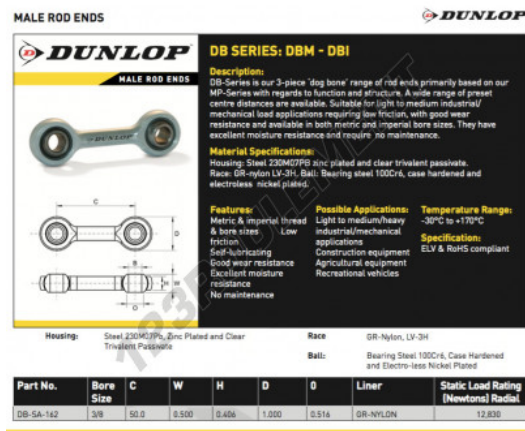 MALE ROD ENDS
DUNLOP
DUNLOP
MALE ROD ENDS
DUNLOP
C
D
B
H
W
O
DB SERIES: DBM - DBI
Description:
DB-Series is our 3-piece 'dog bone' range of rod ends primarily based on our
MP-Series with regards to function and structure. A wide range of preset
centre distances are available. Suitable for light to medium industrial/
mechanical load applications requiring low friction, with good wear
resistance and available in both metric and imperial bore sizes. They have
excellent moisture resistance and require no maintenance.
Material Specifications:
Housing: Steel 230M07PB zinc plated and clear trivalent passivate.
Race: GR-nylon LV-3H. Ball: Bearing steel 100Cr6, case hardened and
electroless nickel plated.
Features:
Metric & imperial thread
& bore sizes Low
friction
Self-lubricating
Good wear resistance
Excellent moisture
resistance
No maintenance
Possible Applications:
Light to medium/heavy
industrial/mechanical
applications
Construction equipment
Agricultural equipment
Recreational vehicles
Temperature Range:
-30°C to +170°C
Specification:
ELV & RoHS compliant
Housing: Steel 230M07Pb, Zinc Plated and Clear
Trivalent Passivate
Race GR-Nylon, LV-3H
Ball: Bearing Steel 100Cr6, Case Hardened
and Electro-less Nickel Plated
Part No. Bore Size C W H D 0 Liner Static Load Rating (Newtons) Radial
DB-SA-162 3/8 50.0 0.500 0.406 1.000 0.516 GR-NYLON 12,830